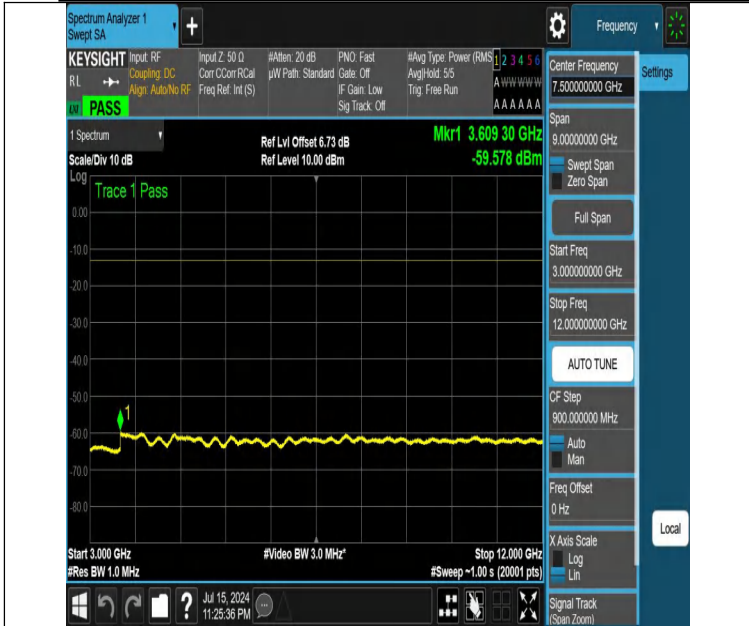 Spectrum Analyzer 1
Swept SA
+
Frequency
KEYSIGHT
RL
LXI
PASS
Input: RF
Coupling: DC
Align: Auto/No RF
Input Z: 50 Ω
Corr CCorr RCal
Freq Ref: Int (S)
#Atten: 20 dB
µW Path: Standard
PNO: Fast
Gate: Off
IF Gain: Low
Sig Track: Off
#Avg Type: Power (RMS
Avg|Hold: 5/5
Trig: Free Run
1 2 3 4 5 6
A W W W W W
A A A A A A
1 Spectrum
Scale/Div 10 dB
Ref Lvl Offset 6.73 dB
Ref Level 10.00 dBm
Mkr1 3.609 30 GHz
-59.578 dBm
Log
Trace 1 Pass
0.00
-10.0
-20.0
-30.0
-40.0
-50.0
-60.0
-70.0
-80.0
1
Start 3.000 GHz
#Res BW 1.0 MHz
#Video BW 3.0 MHz*
Stop 12.000 GHz
#Sweep ~1.00 s (20001 pts)
Center Frequency
7.500000000 GHz
Settings
Span
9.00000000 GHz
Swept Span
Zero Span
Full Span
Start Freq
3.000000000 GHz
Stop Freq
12.000000000 GHz
AUTO TUNE
CF Step
900.000000 MHz
Auto
Man
Freq Offset
0 Hz
X Axis Scale
Log
Lin
Signal Track
(Span Zoom)
Local
?
Jul 15, 2024
11:25:36 PM